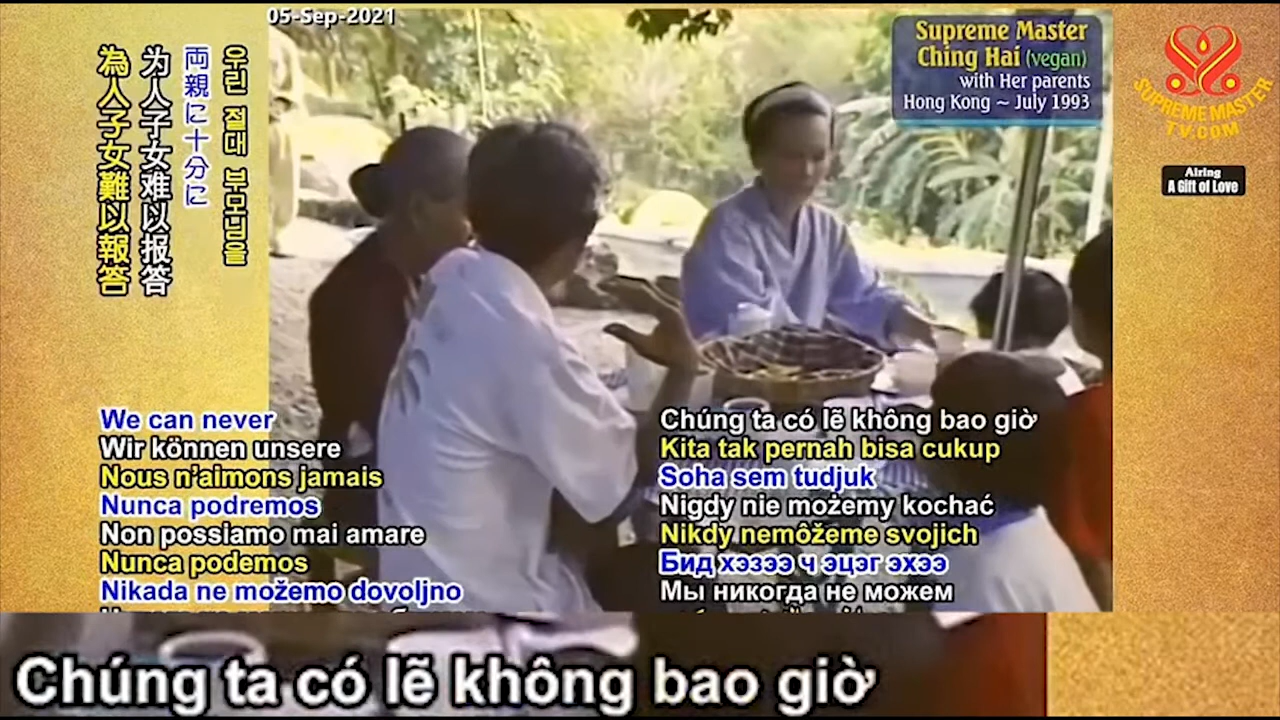 05-Sep-2021
Supreme Master
Ching Hai (vegan)
with Her parents
Hong Kong ~ July 1993
SUPREME MASTER
TV.COM
Airing
A Gift of Love
우리 절대 부모님을
両親に十分に
为人子女难以报答
為人子女難以報答
We can never
Wir können unsere
Nous n'aimons jamais
Nunca podremos
Non possiamo mai amare
Nunca podemos
Nikada ne možemo dovoljno
Chúng ta có lẽ không bao giờ
Kita tak pernah bisa cukup
Soha sem tudjuk
Nigdy nie możemy kochać
Nikdy nemôžeme svojich
Бид хэзээ ч эцэг эхээ
Мы никогда не можем
Chúng ta có lẽ không bao giờ